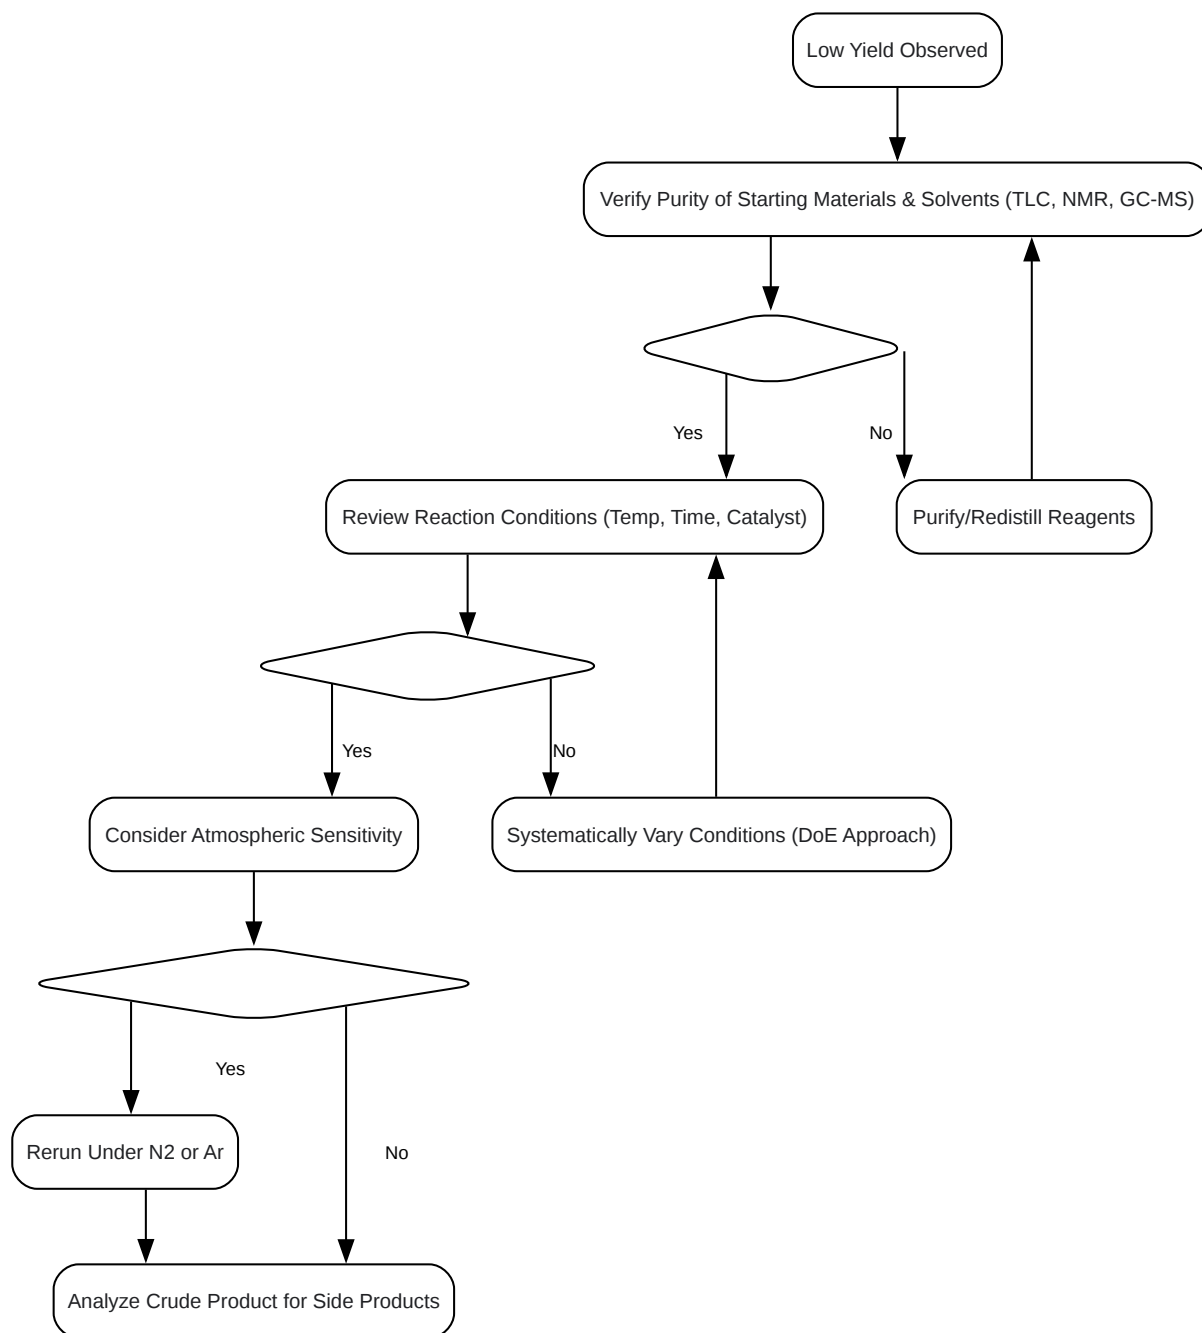 Low Yield Observed
Verify Purity of Starting Materials & Solvents (TLC, NMR, GC-MS)
Yes
No
Review Reaction Conditions (Temp, Time, Catalyst)
Purify/Redistill Reagents
Yes
No
Consider Atmospheric Sensitivity
Systematically Vary Conditions (DoE Approach)
Yes
Rerun Under N2 or Ar
No
Analyze Crude Product for Side Products